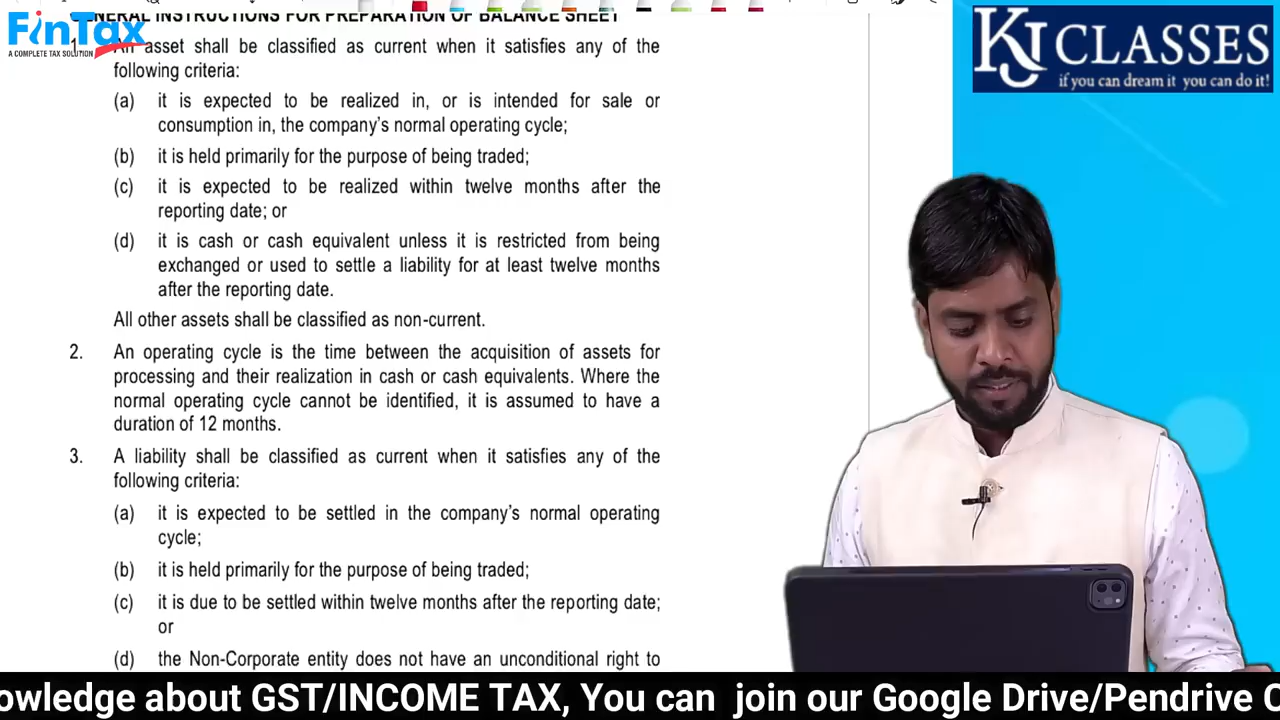 GENERAL INSTRUCTIONS FOR PREPARATION OF BALANCE SHEET
FinTax
A COMPLETE TAX SOLUTION
KJ CLASSES
if you can dream it you can do it!
1. An asset shall be classified as current when it satisfies any of the
following criteria:
(a) it is expected to be realized in, or is intended for sale or
consumption in, the company's normal operating cycle;
(b) it is held primarily for the purpose of being traded;
(c) it is expected to be realized within twelve months after the
reporting date; or
(d) it is cash or cash equivalent unless it is restricted from being
exchanged or used to settle a liability for at least twelve months
after the reporting date.
All other assets shall be classified as non-current.
2. An operating cycle is the time between the acquisition of assets for
processing and their realization in cash or cash equivalents. Where the
normal operating cycle cannot be identified, it is assumed to have a
duration of 12 months.
3. A liability shall be classified as current when it satisfies any of the
following criteria:
(a) it is expected to be settled in the company's normal operating
cycle;
(b) it is held primarily for the purpose of being traded;
(c) it is due to be settled within twelve months after the reporting date;
or
(d) the Non-Corporate entity does not have an unconditional right to
owledge about GST/INCOME TAX, You can join our Google Drive/Pendrive C